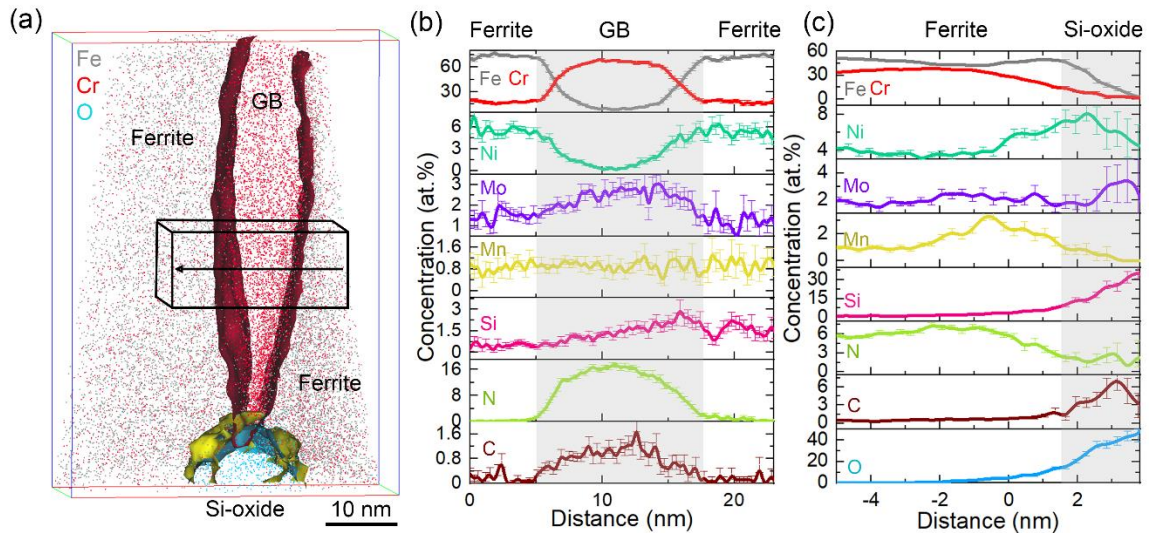 (a)
Fe
Cr
O
GB
Ferrite
Ferrite
Si-oxide
10 nm
(b)
Ferrite GB Ferrite
Concentration (at.%)
90
60
30
Fe Cr
6
3
0
Ni
3
2
1
Mo
1.6
0.8
0
Mn
3
1.5
0
Si
16
8
0
N
1.6
0.8
0
C
0 10 20
Distance (nm)
(c)
Ferrite Si-oxide
Concentration (at.%)
60
30
0
Fe Cr
8
4
Ni
4
2
Mo
2
0
Mn
30
15
0
Si
6
3
0
N
6
3
0
C
40
20
0
O
-4 -2 0 2
Distance (nm)